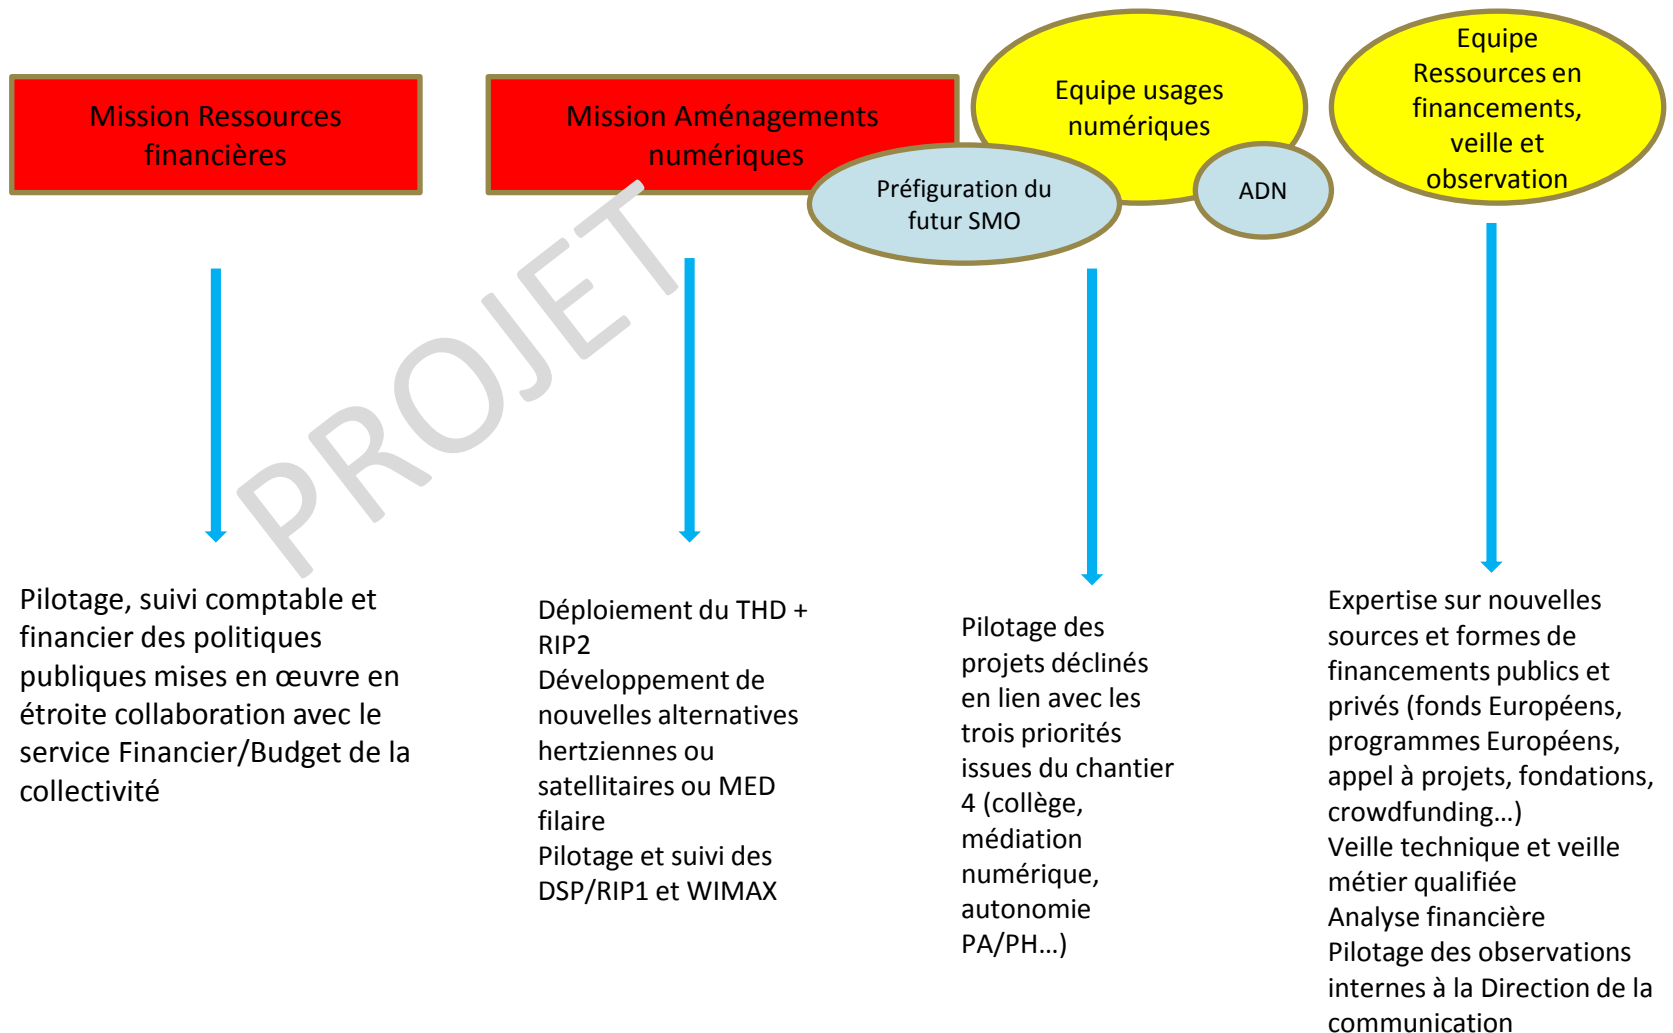 Mission Ressources
financières
Mission Aménagements
numériques
Equipe usages
numériques
Préfiguration du
futur SMO
ADN
Equipe
Ressources en
financements,
veille et
observation
PROJET
Pilotage, suivi comptable et
financier des politiques
publiques mises en œuvre en
étroite collaboration avec le
service Financier/Budget de la
collectivité
Déploiement du THD +
RIP2
Développement de
nouvelles alternatives
hertziennes ou
satellitaires ou MED
filaire
Pilotage et suivi des
DSP/RIP1 et WIMAX
Pilotage des
projets déclinés
en lien avec les
trois priorités
issues du chantier
4 (collège,
médiation
numérique,
autonomie
PA/PH…)
Expertise sur nouvelles
sources et formes de
financements publics et
privés (fonds Européens,
programmes Européens,
appel à projets, fondations,
crowdfunding…)
Veille technique et veille
métier qualifiée
Analyse financière
Pilotage des observations
internes à la Direction de la
communication